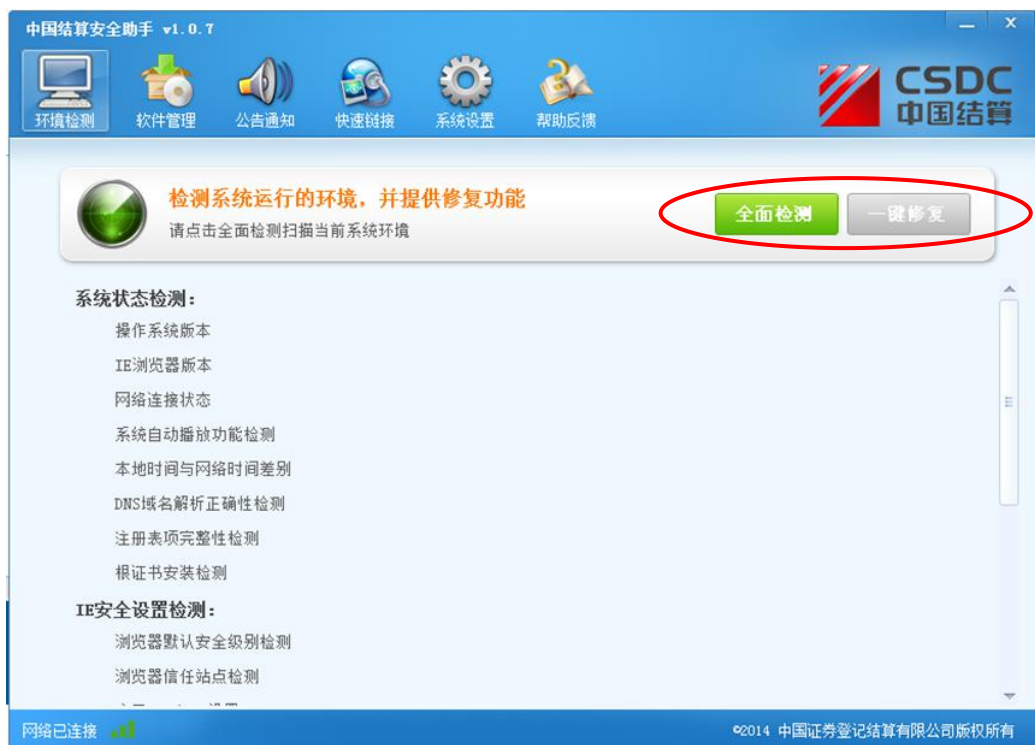 中国结算安全助手 v1.0.7
环境检测 软件管理 公告通知 快速链接 系统设置 帮助反馈
CSDC
中国结算
检测系统运行的环境，并提供修复功能
请点击全面检测扫描当前系统环境
全面检测 一键修复
系统状态检测：
操作系统版本
IE浏览器版本
网络连接状态
系统自动播放功能检测
本地时间与网络时间差别
DNS域名解析正确性检测
注册表项完整性检测
根证书安装检测
IE安全设置检测：
浏览器默认安全级别检测
浏览器信任站点检测
网络已连接
©2014 中国证券登记结算有限公司版权所有